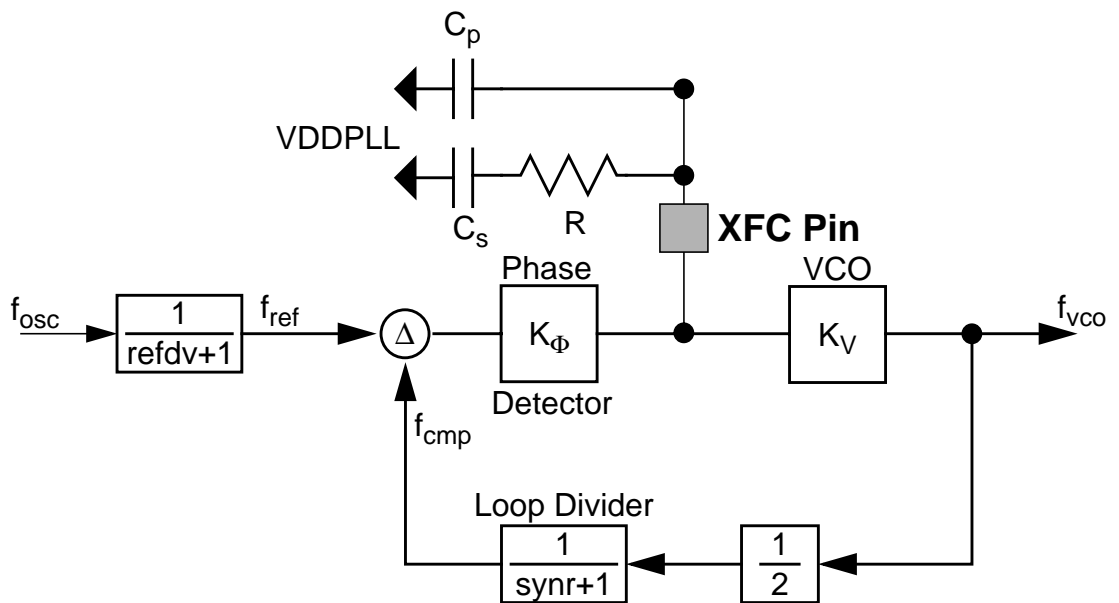 Cp
VDDPLL
Cs
R
XFC Pin
Phase
VCO
fosc
1
refdv+1
fref
Δ
KΦ
KV
fvco
Detector
fcmp
Loop Divider
1
synr+1
1
2